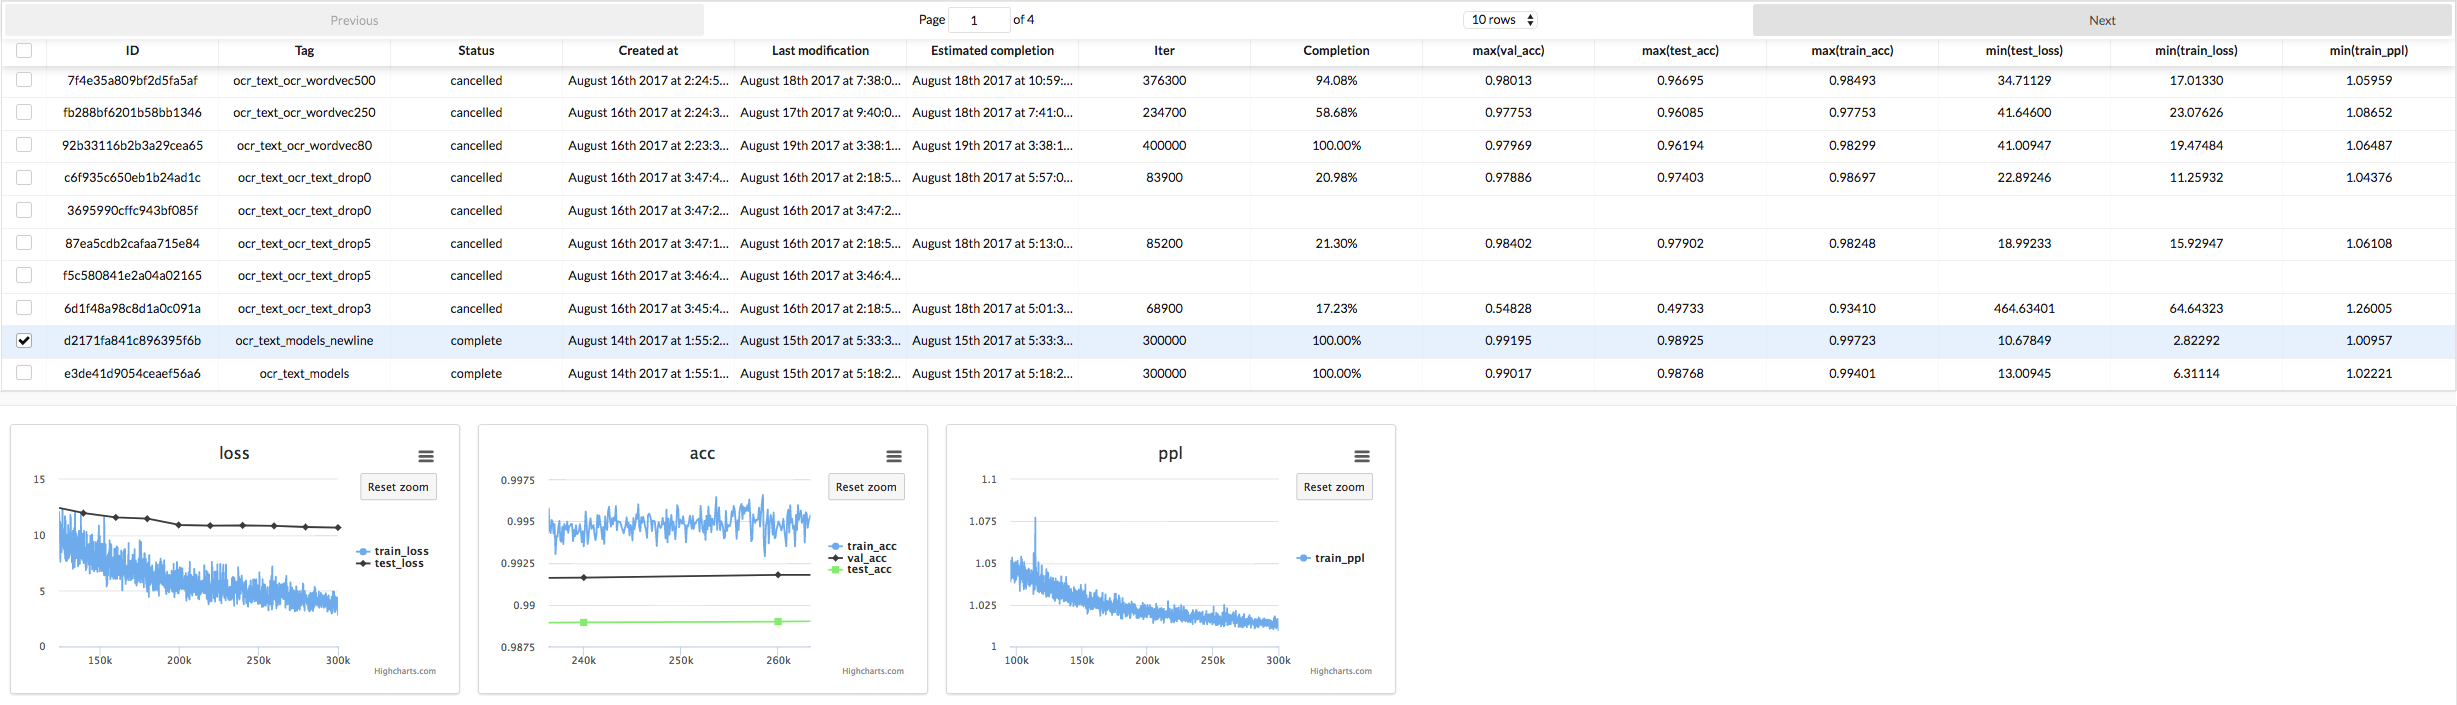 Previous Page 1 of 4 10 rows Next
ID Tag Status Created at Last modification Estimated completion Iter Completion max(val_acc) max(test_acc) max(train_acc) min(test_loss) min(train_loss) min(train_ppl)
7f4e35a809bf2d5fa5af ocr_text_ocr_wordvec500 cancelled August 16th 2017 at 2:24:5... August 18th 2017 at 7:38:0... August 18th 2017 at 10:59:... 376300 94.08% 0.98013 0.96695 0.98493 34.71129 17.01330 1.05959
fb288bf6201b58bb1346 ocr_text_ocr_wordvec250 cancelled August 16th 2017 at 2:24:3... August 17th 2017 at 9:40:0... August 18th 2017 at 7:41:0... 234700 58.68% 0.97753 0.96085 0.97753 41.64600 23.07626 1.08652
92b33116b2b3a29cea65 ocr_text_ocr_wordvec80 cancelled August 16th 2017 at 2:23:3... August 19th 2017 at 3:38:1... August 19th 2017 at 3:38:1... 400000 100.00% 0.97969 0.96194 0.98299 41.00947 19.47484 1.06487
c6f935c650eb1b24ad1c ocr_text_ocr_text_drop0 cancelled August 16th 2017 at 3:47:4... August 16th 2017 at 2:18:5... August 18th 2017 at 5:57:0... 83900 20.98% 0.97886 0.97403 0.98697 22.89246 11.25932 1.04376
3695990cffc943bf085f ocr_text_ocr_text_drop0 cancelled August 16th 2017 at 3:47:2... August 16th 2017 at 3:47:2...
87ea5cdb2cafaa715e84 ocr_text_ocr_text_drop5 cancelled August 16th 2017 at 3:47:1... August 16th 2017 at 2:18:5... August 18th 2017 at 5:13:0... 85200 21.30% 0.98402 0.97902 0.98248 18.99233 15.92947 1.06108
f5c580841e2a04a02165 ocr_text_ocr_text_drop5 cancelled August 16th 2017 at 3:46:4... August 16th 2017 at 3:46:4...
6d1f48a98c8d1a0c091a ocr_text_ocr_text_drop3 cancelled August 16th 2017 at 3:45:4... August 16th 2017 at 2:18:5... August 18th 2017 at 5:01:3... 68900 17.23% 0.54828 0.49733 0.93410 464.63401 64.64323 1.26005
d2171fa841c896395f6b ocr_text_models_newline complete August 14th 2017 at 1:55:2... August 15th 2017 at 5:33:3... August 15th 2017 at 5:33:3... 300000 100.00% 0.99195 0.98925 0.99723 10.67849 2.82292 1.00957
e3de41d9054ceaef56a6 ocr_text_models complete August 14th 2017 at 1:55:1... August 15th 2017 at 5:18:2... August 15th 2017 at 5:18:2... 300000 100.00% 0.99017 0.98768 0.99401 13.00945 6.31114 1.02221
loss
Reset zoom
15
10
5
0
150k 200k 250k 300k
train_loss
test_loss
Highcharts.com
acc
Reset zoom
0.9975
0.995
0.9925
0.99
0.9875
240k 250k 260k
train_acc
val_acc
test_acc
Highcharts.com
ppl
Reset zoom
1.1
1.075
1.05
1.025
1
100k 150k 200k 250k 300k
train_ppl
Highcharts.com